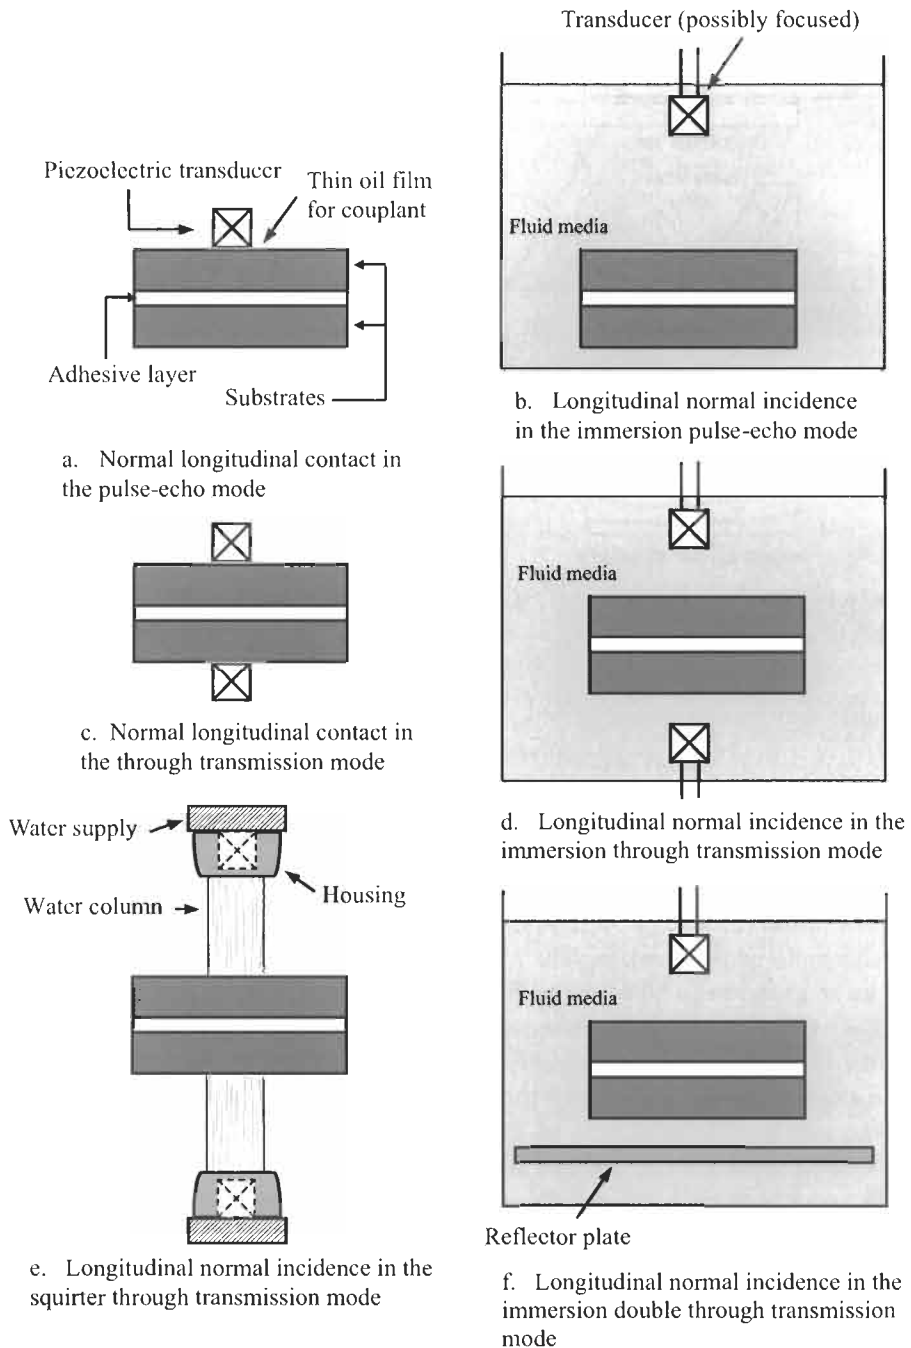 Transducer (possibly focused)
Piezoelectric transducer
Thin oil film
for couplant
Adhesive layer
Substrates
a. Normal longitudinal contact in
the pulse-echo mode
Fluid media
b. Longitudinal normal incidence
in the immersion pulse-echo mode
c. Normal longitudinal contact in
the through transmission mode
Fluid media
d. Longitudinal normal incidence in the
immersion through transmission mode
Water supply
Housing
Water column
e. Longitudinal normal incidence in the
squirter through transmission mode
Fluid media
Reflector plate
f. Longitudinal normal incidence in the
immersion double through transmission
mode